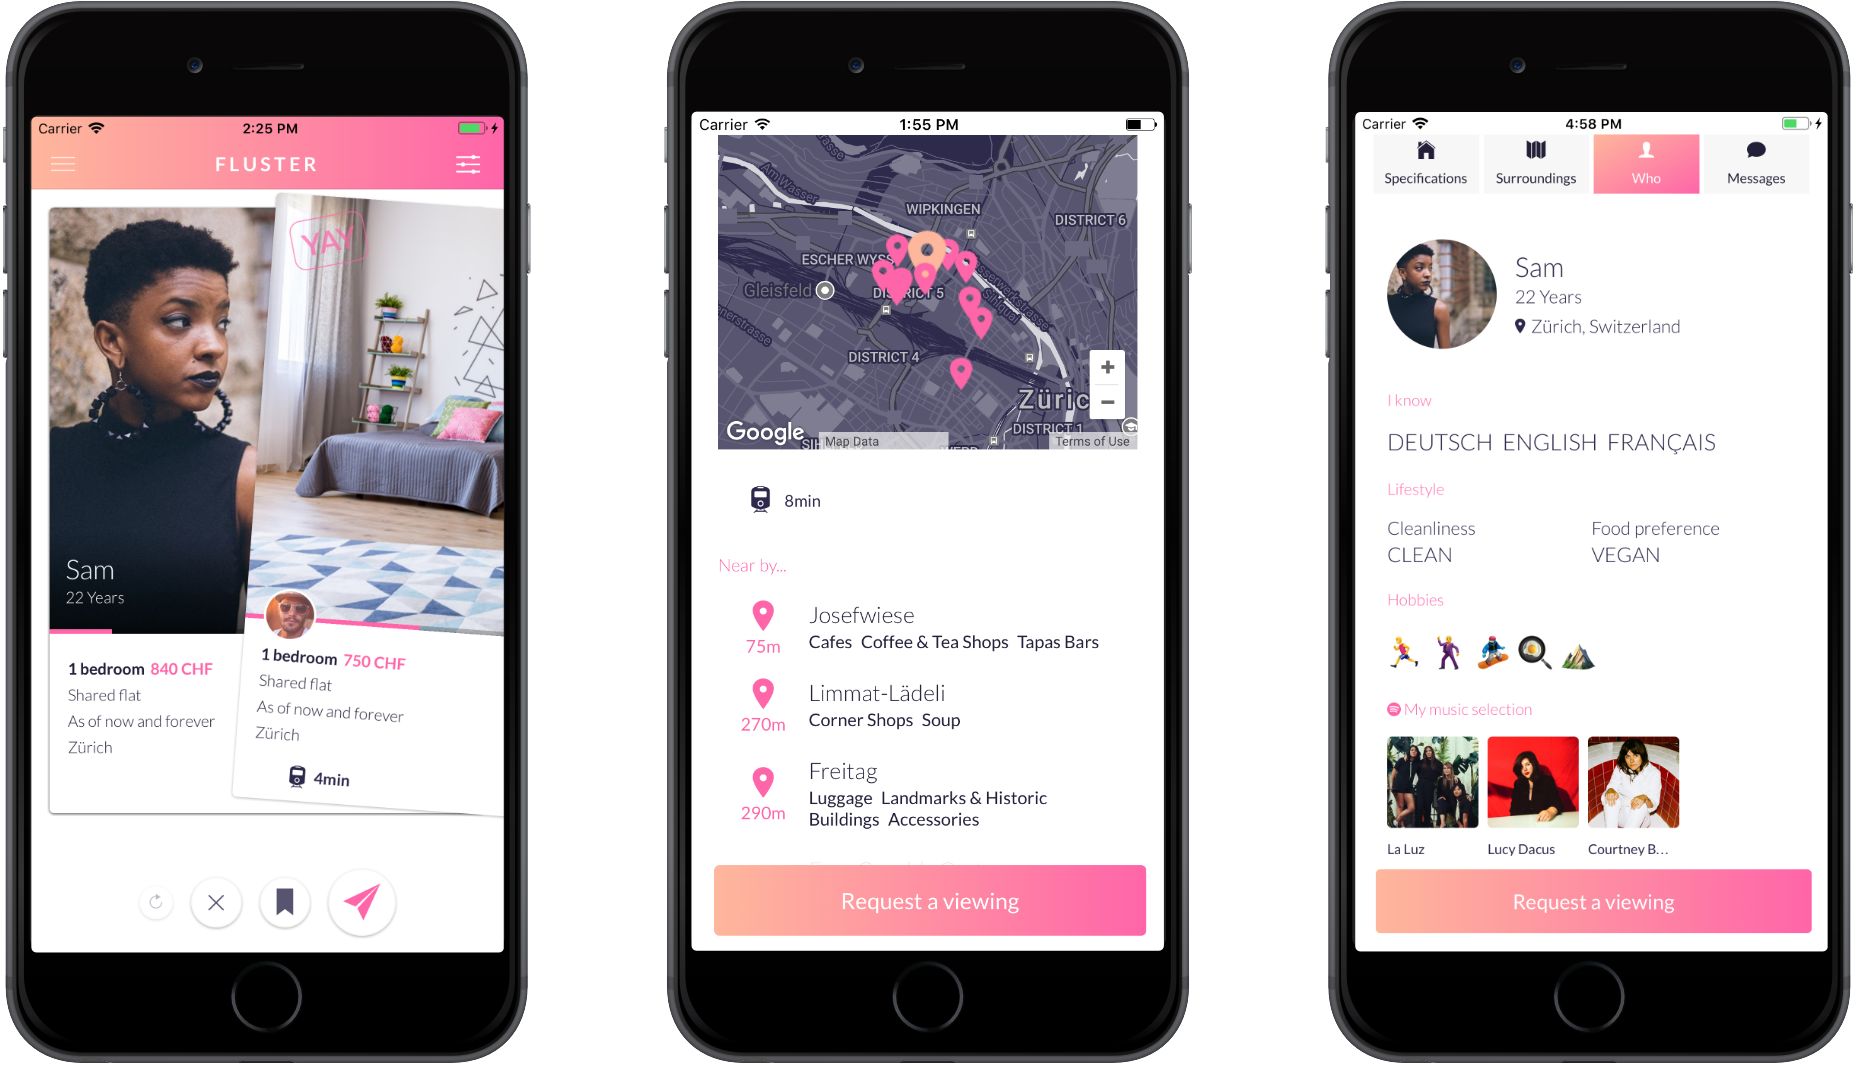 Carrier 2:25 PM
FLUSTER
YAY
Sam
22 Years
1 bedroom 840 CHF
Shared flat
As of now and forever
Zürich
1 bedroom 750 CHF
Shared flat
As of now and forever
Zürich
4min
Carrier 1:55 PM
Am Wasser
WIPKINGEN
DISTRICT 6
ESCHER WYSS
Gleisfeld
DISTRICT 5
DISTRICT 4
Züric
DISTRICT 1
Google
Map Data
Terms of Use
+
−
8min
Near by...
Josefwiese
75m
Cafes Coffee & Tea Shops Tapas Bars
Limmat-Lädeli
270m
Corner Shops Soup
Freitag
290m
Luggage Landmarks & Historic
Buildings Accessories
Request a viewing
Carrier 4:58 PM
Specifications Surroundings Who Messages
Sam
22 Years
Zürich, Switzerland
I know
DEUTSCH ENGLISH FRANÇAIS
Lifestyle
Cleanliness Food preference
CLEAN VEGAN
Hobbies
My music selection
La Luz Lucy Dacus Courtney B...
Request a viewing